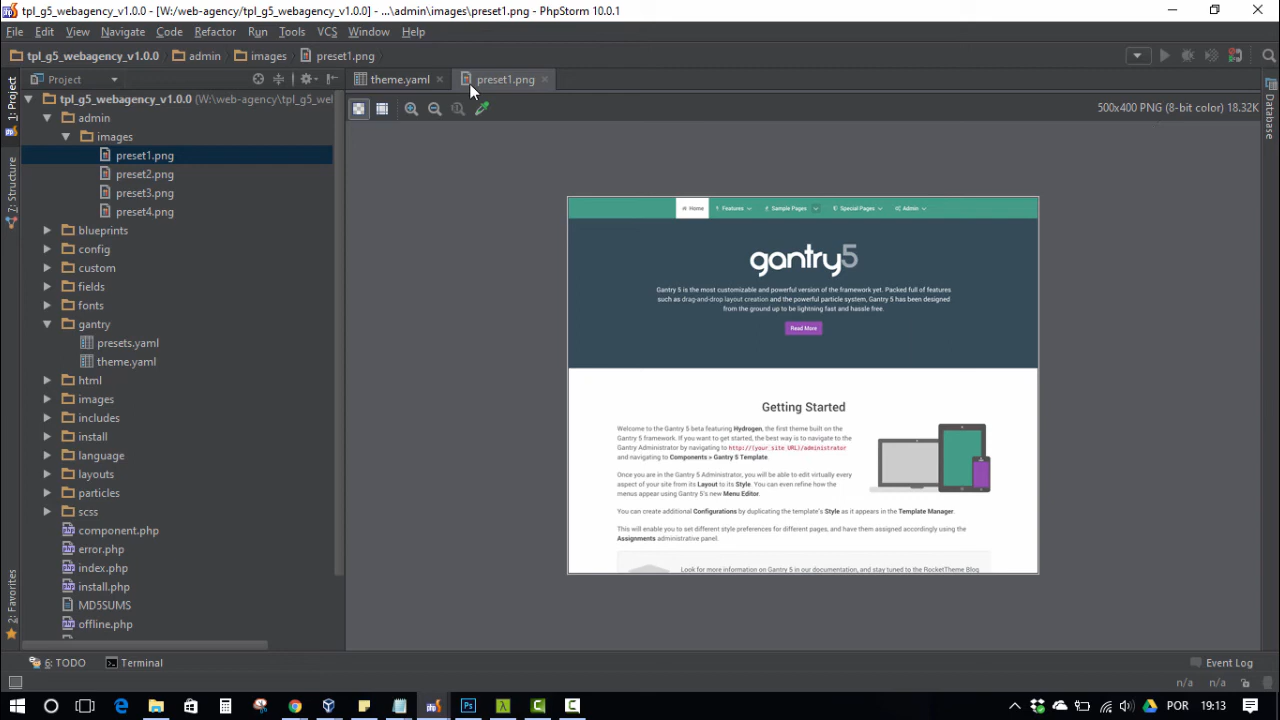 tpl_g5_webagency_v1.0.0 - [W:/web-agency/tpl_g5_webagency_v1.0.0] - ...\admin\images\preset1.png - PhpStorm 10.0.1
File Edit View Navigate Code Refactor Run Tools VCS Window Help
tpl_g5_webagency_v1.0.0 admin images preset1.png
Project theme.yaml preset1.png
1: Project
7: Structure
2: Favorites
Database
tpl_g5_webagency_v1.0.0 (W:\web-agency\tpl_g5_wel
admin
images
preset1.png
preset2.png
preset3.png
preset4.png
blueprints
config
custom
fields
fonts
gantry
presets.yaml
theme.yaml
html
images
includes
install
language
layouts
particles
scss
component.php
error.php
index.php
install.php
MD5SUMS
offline.php
500x400 PNG (8-bit color) 18.32K
Home Features Sample Pages Special Pages Admin
gantry5
Gantry 5 is the most customizable and powerful version of the framework yet. Packed full of features
such as drag-and-drop layout creation and the powerful particle system, Gantry 5 has been designed
from the ground up to be lightning fast and hassle free.
Read More
Getting Started
Welcome to the Gantry 5 beta featuring Hydrogen, the first theme built on the
Gantry 5 framework. If you want to get started, the best way is to navigate to the
Gantry Administrator by navigating to http://(your site URL)/administrator
and navigating to Components » Gantry 5 Template.
Once you are in the Gantry 5 Administrator, you will be able to edit virtually every
aspect of your site from its Layout to its Style. You can even refine how the
menus appear using Gantry 5's new Menu Editor.
You can create additional Configurations by duplicating the template's Style as it appears in the Template Manager.
This will enable you to set different style preferences for different pages, and have them assigned accordingly using the
Assignments administrative panel.
Look for more information on Gantry 5 in our documentation, and stay tuned to the RocketTheme Blog
6: TODO Terminal Event Log
n/a n/a
POR 19:13